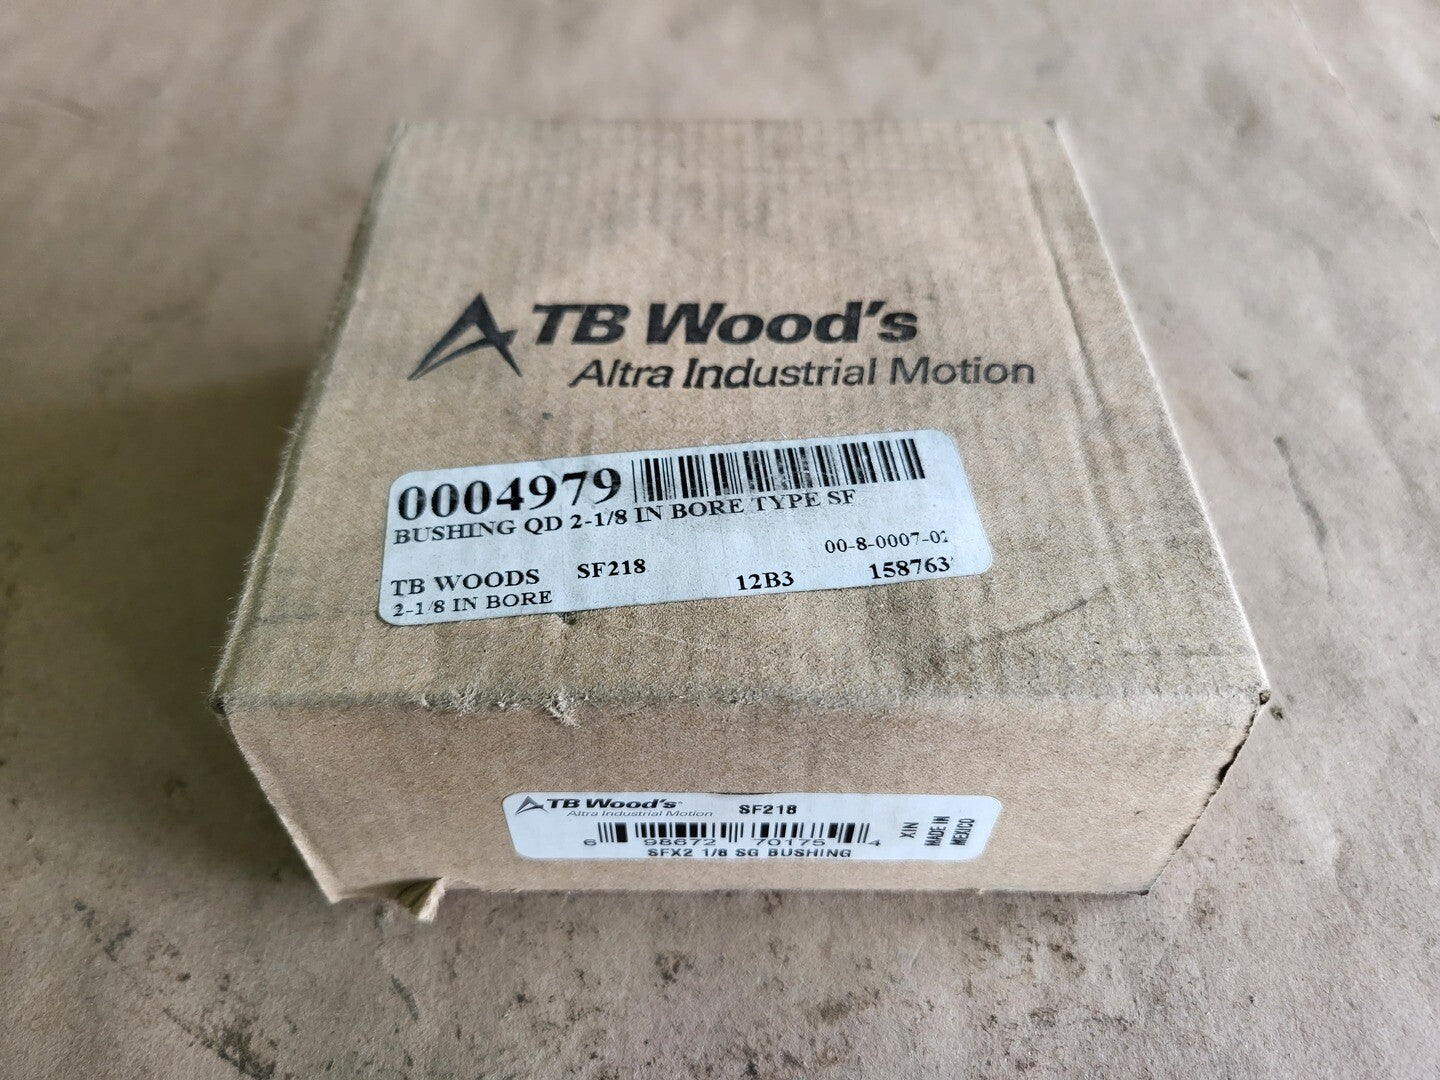 TB Wood's
Altra Industrial Motion
0004979
BUSHING QD 2-1/8 IN BORE TYPE SF
00-8-0007-02
TB WOODS SF218 12B3 158763
2-1/8 IN BORE
TB Wood's SF218
Altra Industrial Motion
6 98672 70175 4
SFX2 1/8 SG BUSHING
XIN
MADE IN
MEXICO